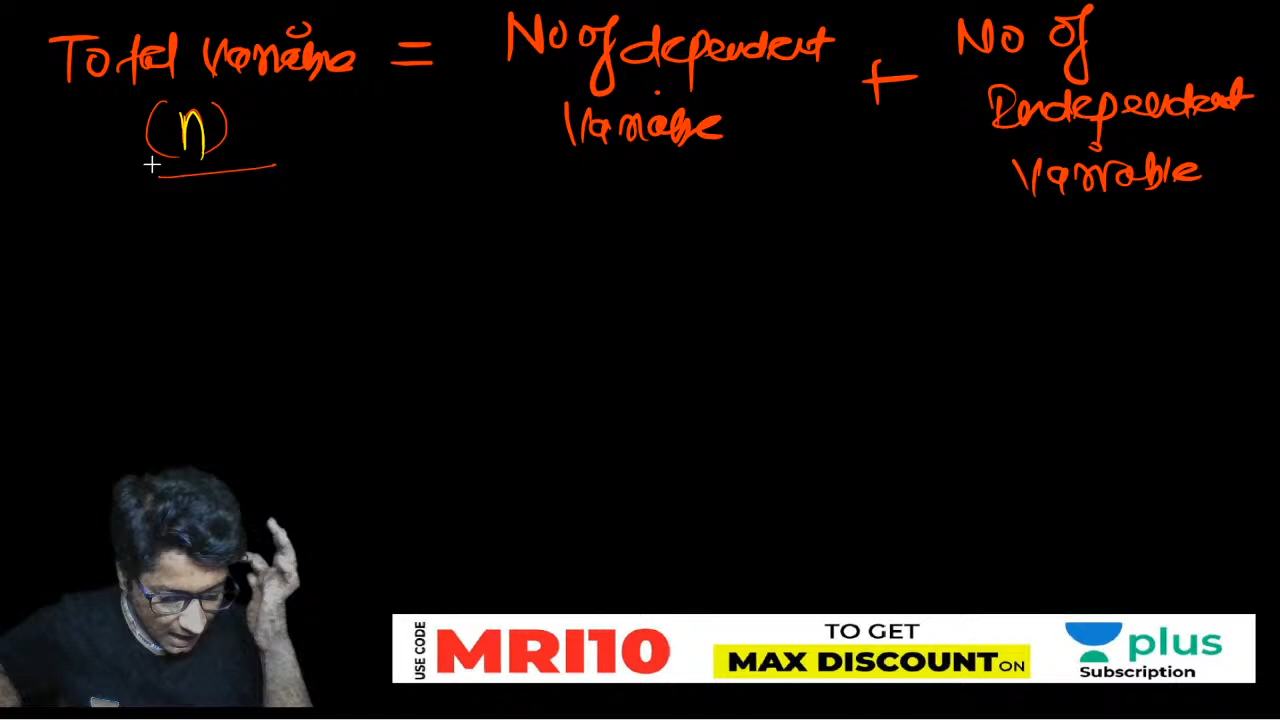 Total variable = No of dependent variable + No of Independent variable
(n)
USE CODE
MRI10
TO GET
MAX DISCOUNT ON
plus
Subscription